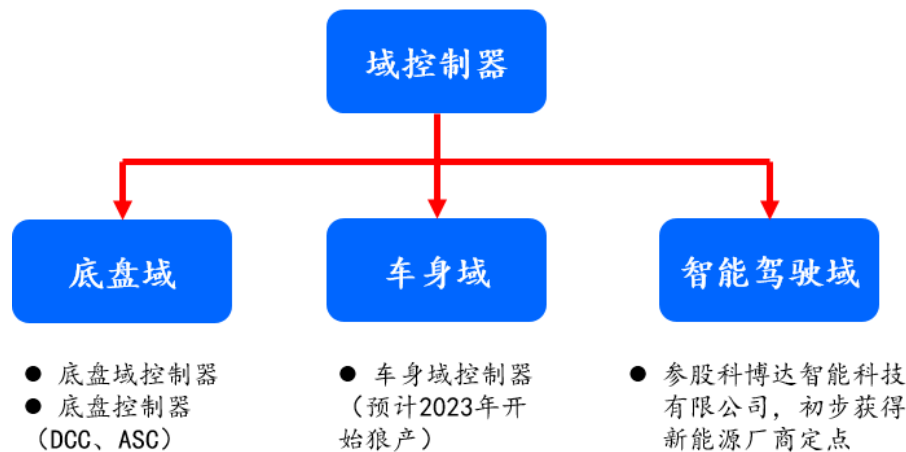 域控制器
底盘域
车身域
智能驾驶域
● 底盘域控制器
● 底盘控制器
（DCC、ASC）
● 车身域控制器
（预计2023年开
始狼产）
● 参股科博达智能科技
有限公司，初步获得
新能源厂商定点